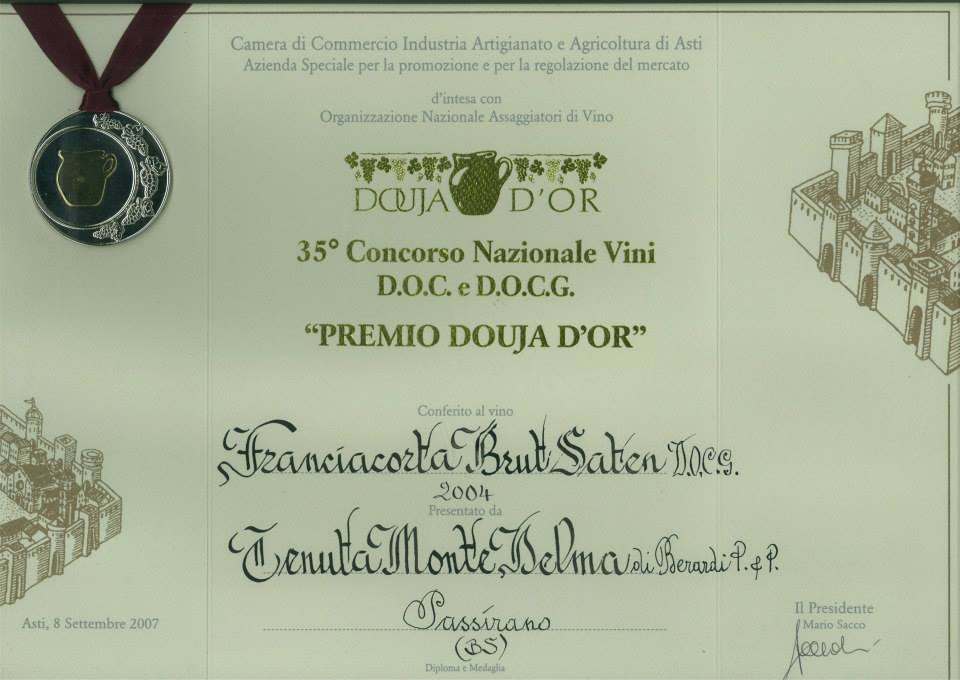 Camera di Commercio Industria Artigianato e Agricoltura di Asti
Azienda Speciale per la promozione e per la regolazione del mercato
d'intesa con
Organizzazione Nazionale Assaggiatori di Vino
DOUJA D'OR
35° Concorso Nazionale Vini
D.O.C. e D.O.C.G.
“PREMIO DOUJA D'OR”
Conferito al vino
Franciacorta Brut Saten D.O.C.G.
2004
Presentato da
Tenuta Monte Delma di Berardi P. & P.
Passirano
(BS)
Diploma e Medaglia
Asti, 8 Settembre 2007
Il Presidente
Mario Sacco